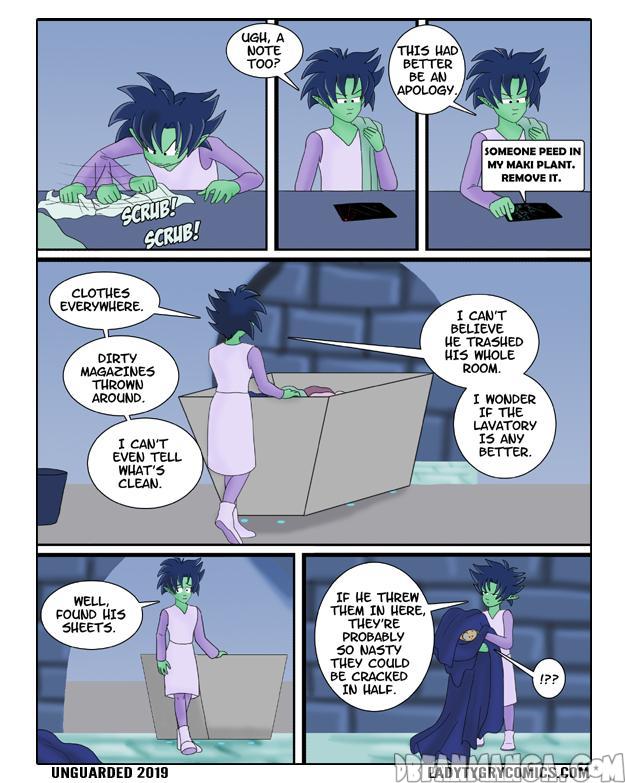 UGH, A
NOTE
TOO?
THIS HAD
BETTER
BE AN
APOLOGY.
SOMEONE PEED IN
MY MAKI PLANT.
REMOVE IT.
SCRUB!
SCRUB!
CLOTHES
EVERYWHERE.
DIRTY
MAGAZINES
THROWN
AROUND.
I CAN'T
EVEN TELL
WHAT'S
CLEAN.
I CAN'T
BELIEVE
HE TRASHED
HIS WHOLE
ROOM.
I WONDER
IF THE
LAVATORY
IS ANY
BETTER.
WELL,
FOUND HIS
SHEETS.
IF HE THREW
THEM IN HERE,
THEY'RE
PROBABLY
SO NASTY
THEY COULD
BE CRACKED
IN HALF.
!??
UNGUARDED 2019
LADYTYGRYCOMICS.COM
DBFANMANGA.COM